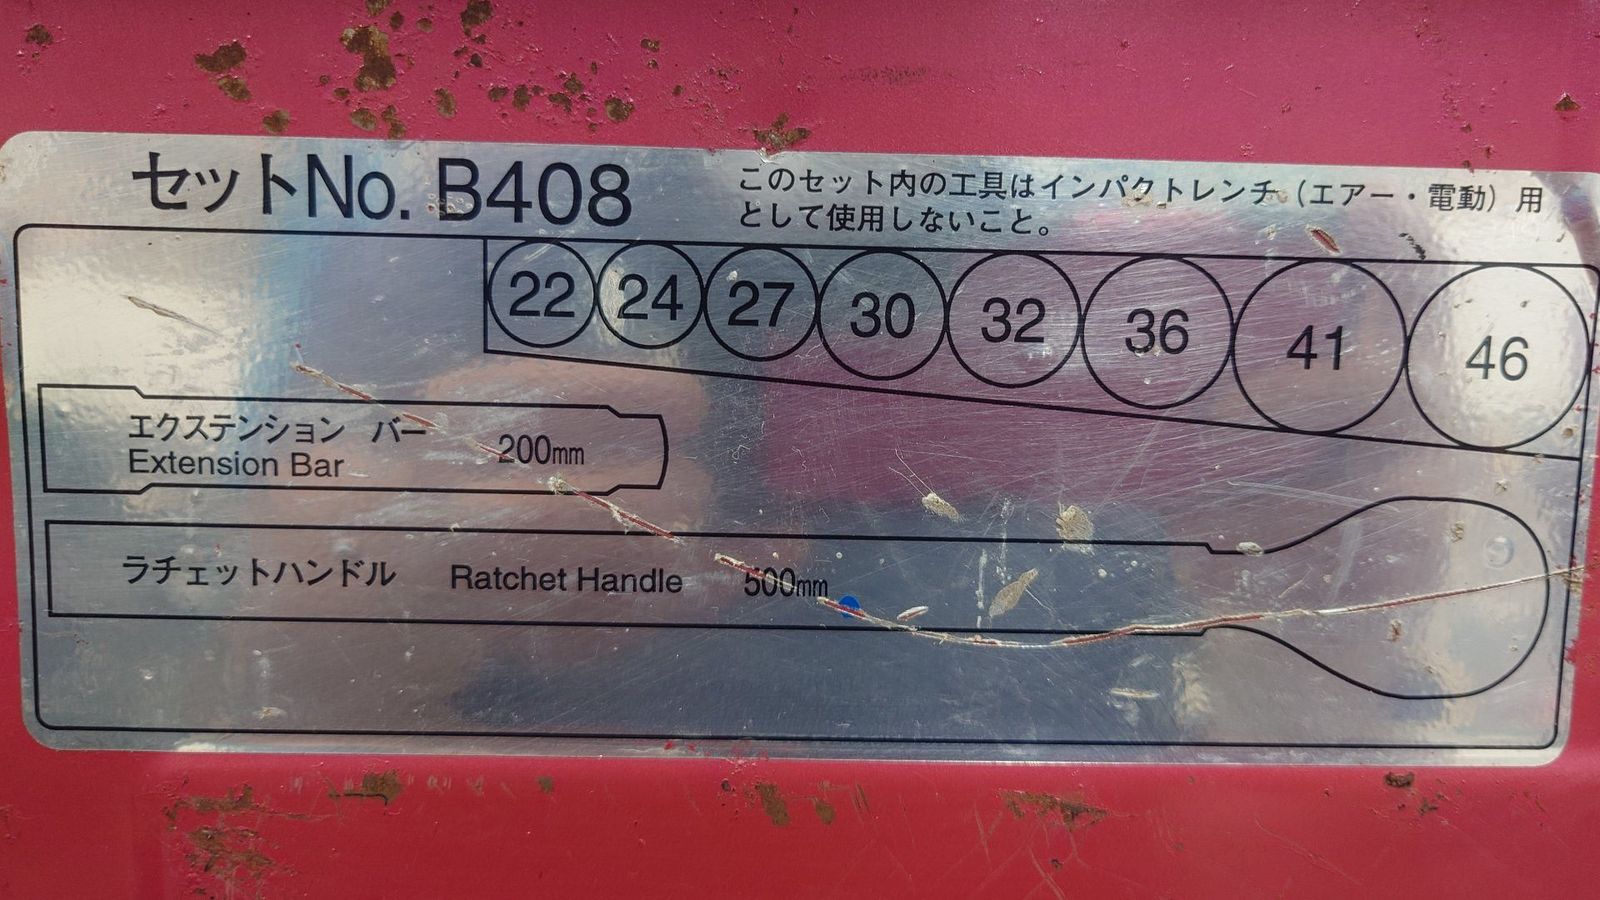 セットNo. B408
このセット内の工具はインパクトレンチ（エアー・電動）用
として使用しないこと。
22 24 27 30 32 36 41 46
エクステンション バー 200mm
Extension Bar
ラチェットハンドル Ratchet Handle 500mm